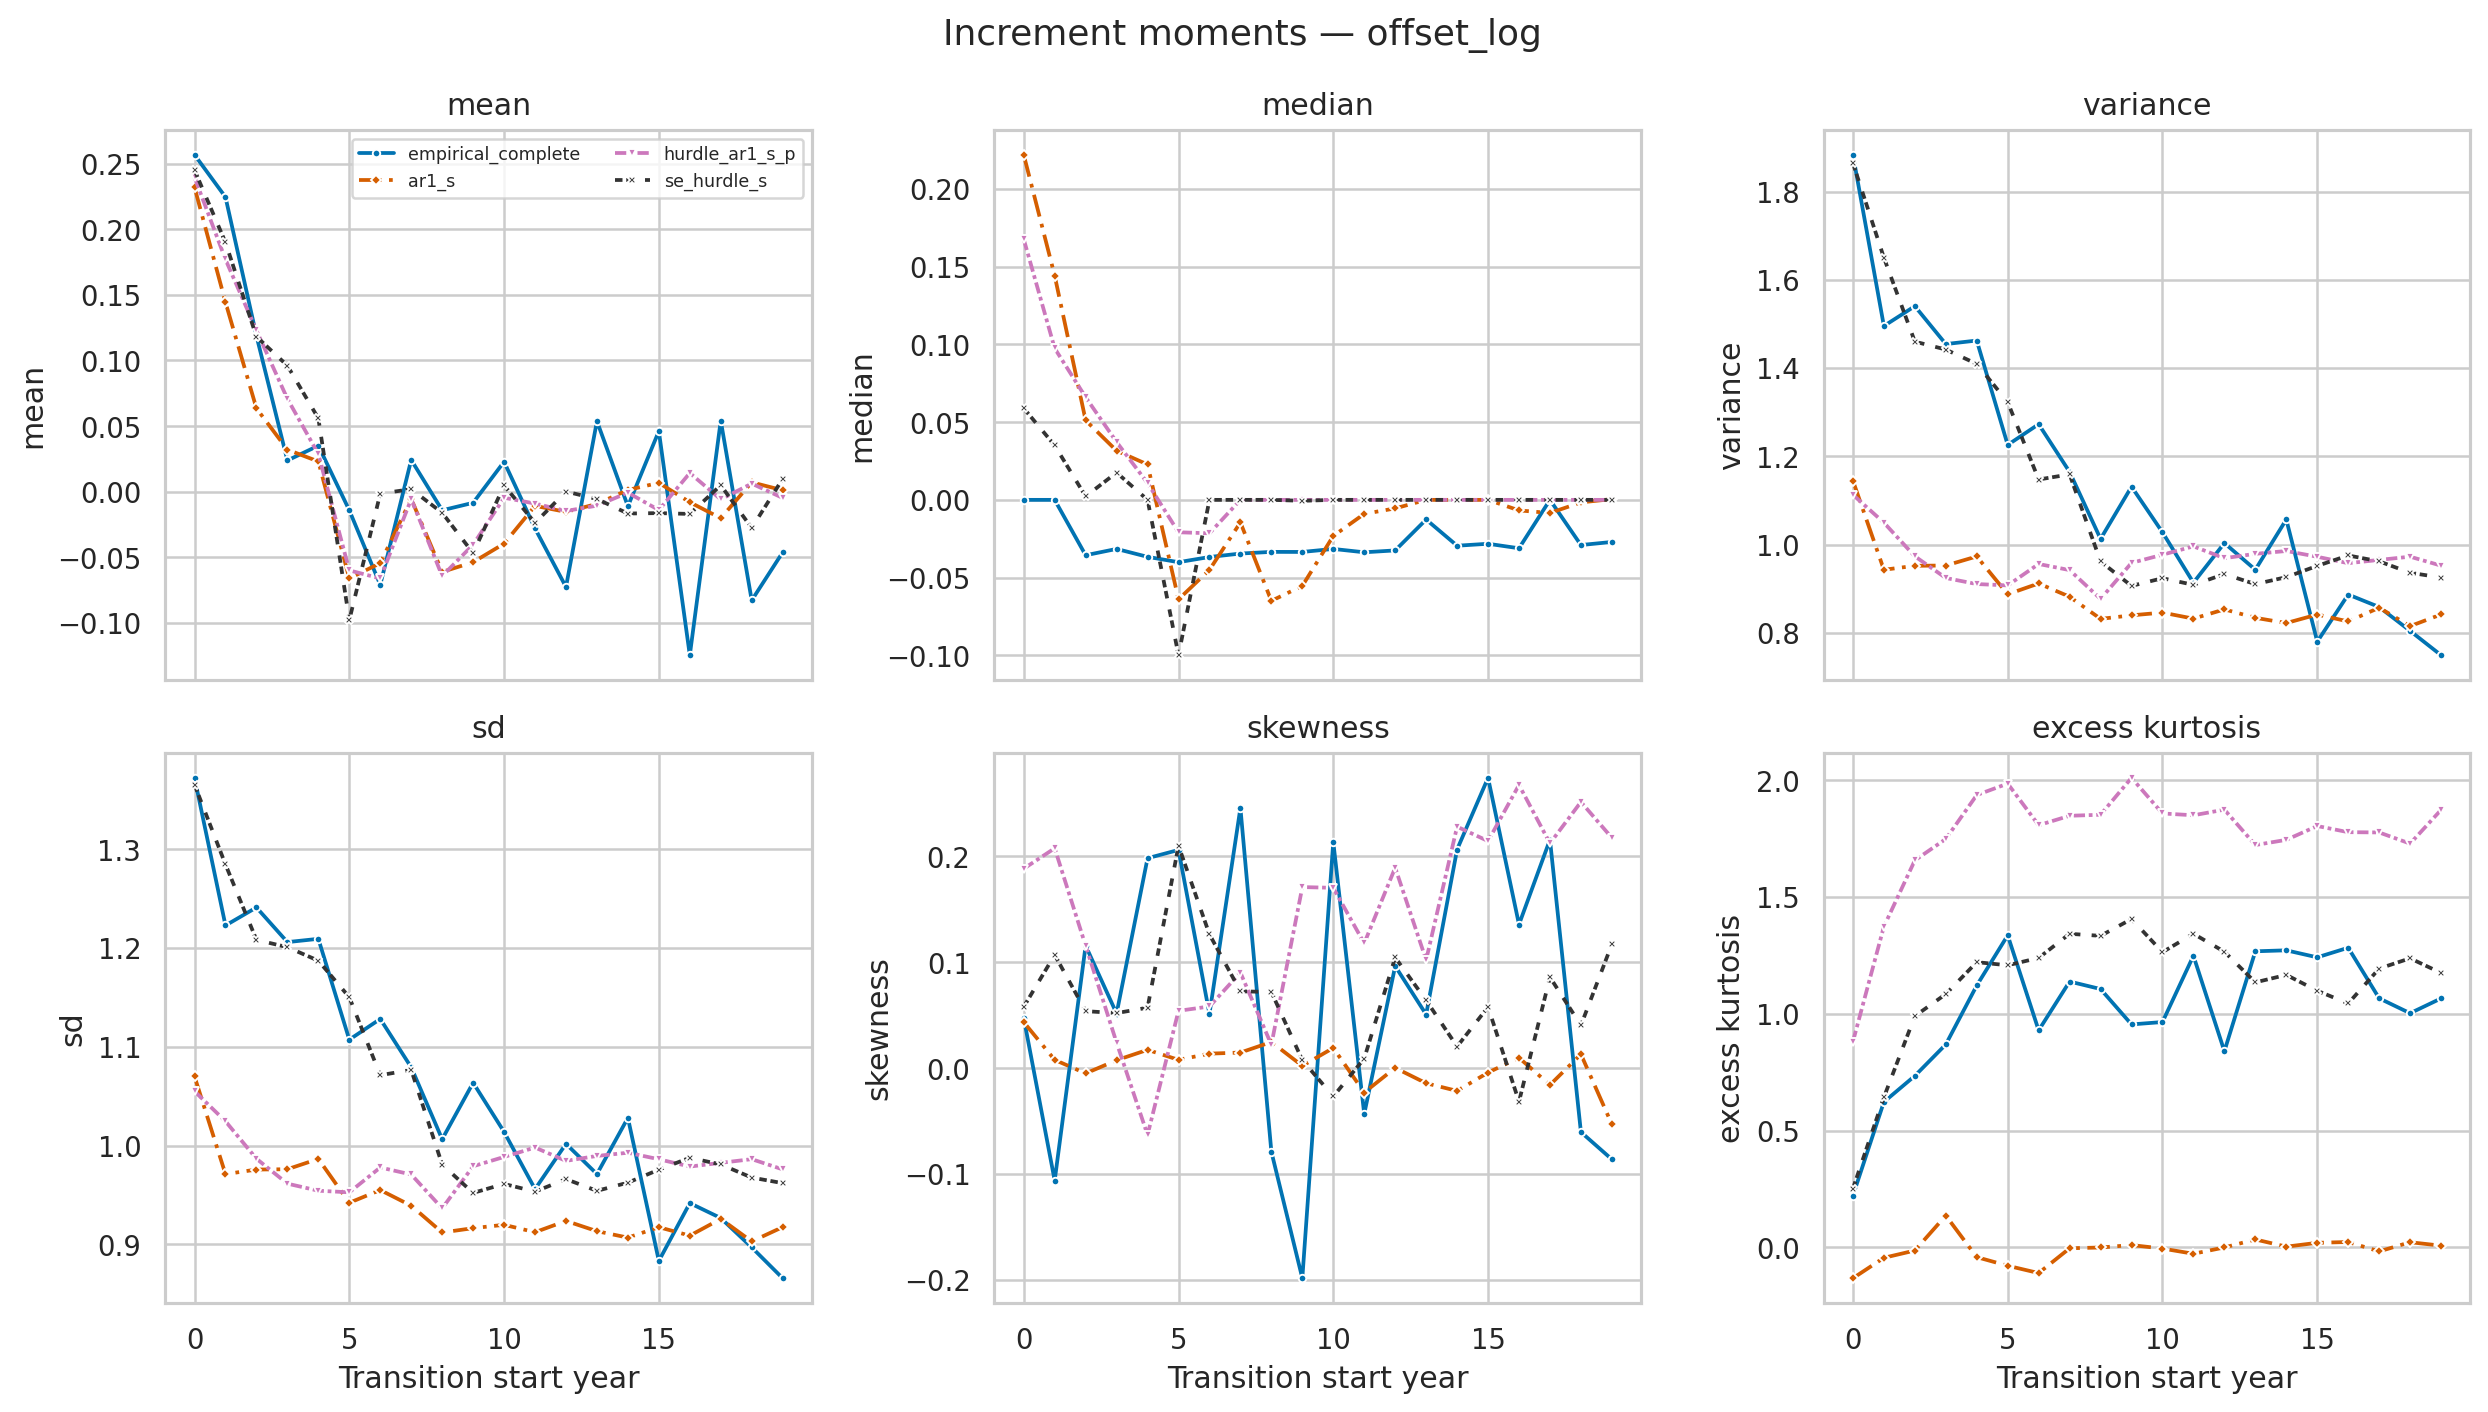 Increment moments — offset_log
mean
median
variance
empirical_complete
ar1_s
hurdle_ar1_s_p
se_hurdle_s
mean
0.25
0.20
0.15
0.10
0.05
0.00
−0.05
−0.10
median
0.20
0.15
0.10
0.05
0.00
−0.05
−0.10
variance
1.8
1.6
1.4
1.2
1.0
0.8
sd
skewness
excess kurtosis
sd
1.3
1.2
1.1
1.0
0.9
skewness
0.2
0.1
0.0
−0.1
−0.2
excess kurtosis
2.0
1.5
1.0
0.5
0.0
0 5 10 15
0 5 10 15
0 5 10 15
Transition start year
Transition start year
Transition start year